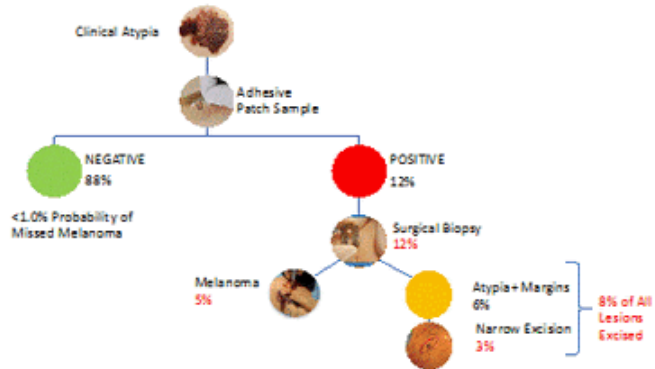 Clinical Atypia
Adhesive
Patch Sample
NEGATIVE
88%
POSITIVE
12%
<1.0% Probability of
Missed Melanoma
Surgical Biopsy
12%
Melanoma
5%
Atypia+ Margins
6%
Narrow Excision
3%
8% of All
Lesions
Excised